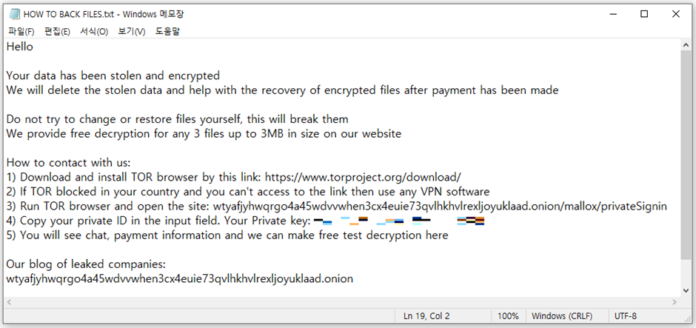 HOW TO BACK FILES.txt - Windows 메모장
파일(F) 편집(E) 서식(O) 보기(V) 도움말
Hello
Your data has been stolen and encrypted
We will delete the stolen data and help with the recovery of encrypted files after payment has been made
Do not try to change or restore files yourself, this will break them
We provide free decryption for any 3 files up to 3MB in size on our website
How to contact with us:
1) Download and install TOR browser by this link: https://www.torproject.org/download/
2) If TOR blocked in your country and you can't access to the link then use any VPN software
3) Run TOR browser and open the site: wtyafjyhwqrgo4a45wdvvwhen3cx4euie73qvlhkhvlrexljoyuklaad.onion/mallox/privateSignin
4) Copy your private ID in the input field. Your Private key:
5) You will see chat, payment information and we can make free test decryption here
Our blog of leaked companies:
wtyafjyhwqrgo4a45wdvvwhen3cx4euie73qvlhkhvlrexljoyuklaad.onion
Ln 19, Col 2 100% Windows (CRLF) UTF-8